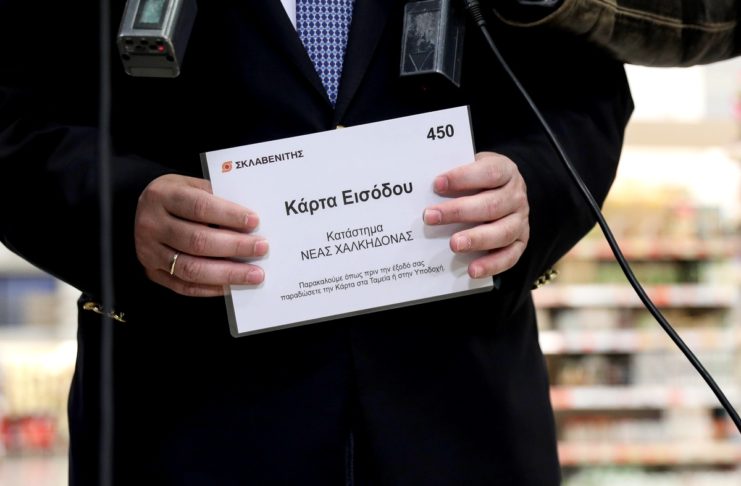 ΣΚΛΑΒΕΝΙΤΗΣ
450
Κάρτα Εισόδου
Κατάστημα
ΝΕΑΣ ΧΑΛΚΗΔΟΝΑΣ
Παρακαλούμε όπως πριν την έξοδό σας
παραδώσετε την Κάρτα στα Ταμεία ή στην Υποδοχή.